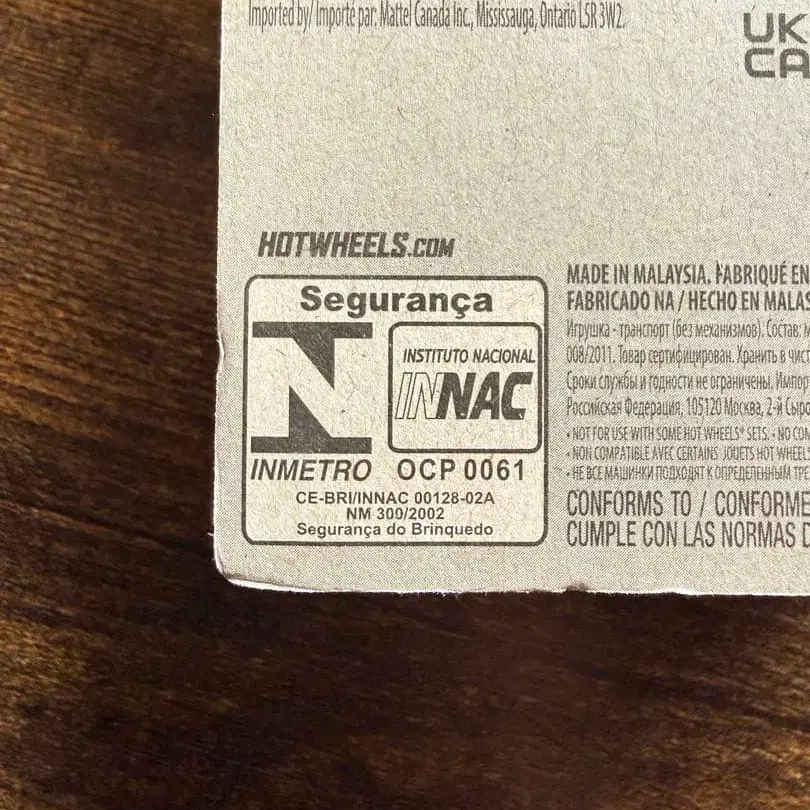 Imported by/ Importé par: Mattel Canada Inc., Mississauga, Ontario L5R 3W2.
UK
CA
HOTWHEELS.COM
Segurança
N
INSTITUTO NACIONAL
INNAC
INMETRO OCP 0061
CE-BRI/INNAC 00128-02A
NM 300/2002
Segurança do Brinquedo
MADE IN MALAYSIA. FABRIQUÉ EN
FABRICADO NA / HECHO EN MALAS
Игрушка - транспорт (без механизмов). Состав: м
008/2011. Товар сертифицирован. Хранить в чист
Сроки службы и годности не ограничены. Импор
Российская Федерация, 105120 Москва, 2-й Сыро
• NOT FOR USE WITH SOME HOT WHEELS® SETS. • NO COM
• NON COMPATIBLE AVEC CERTAINS JOUETS HOT WHEELS
• НЕ ВСЕ МАШИНКИ ПОДХОДЯТ К ОПРЕДЕЛЕННЫМ ТРЕ
CONFORMS TO / CONFORME
CUMPLE CON LAS NORMAS D